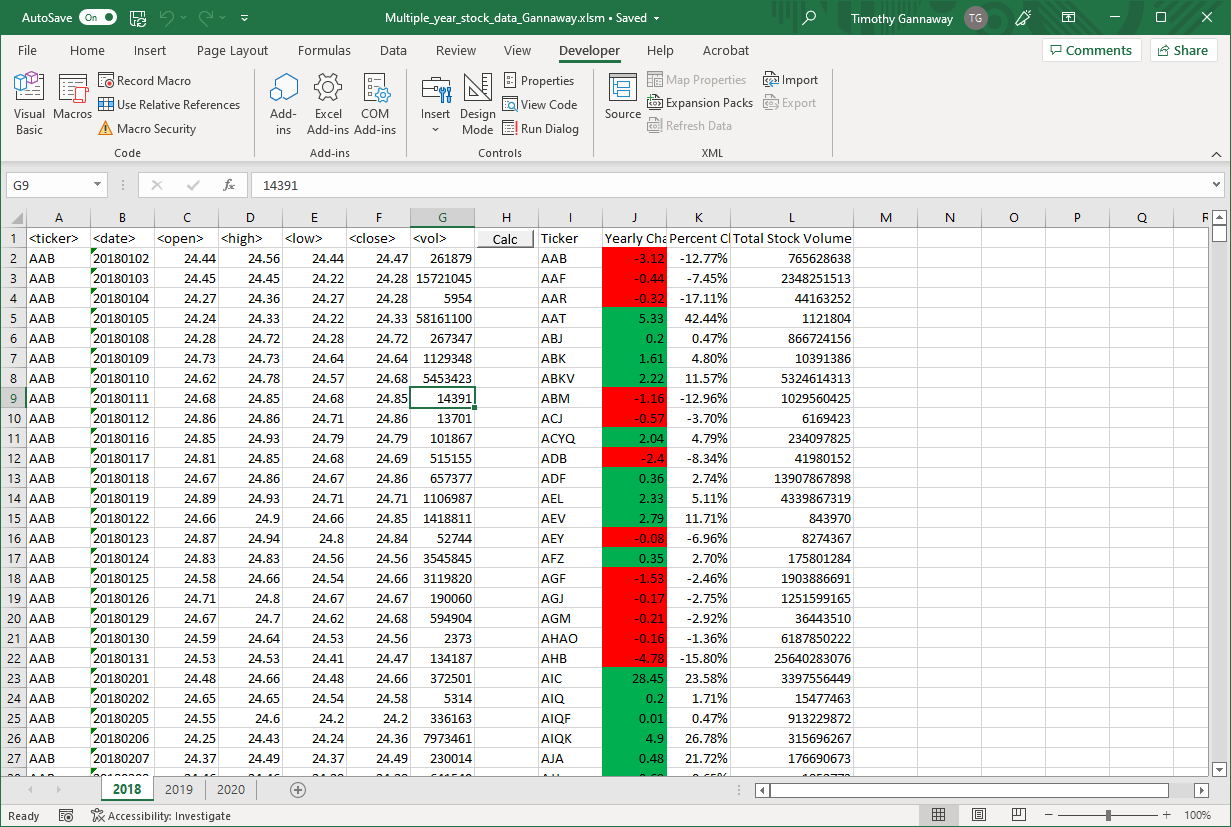 AutoSave On Multiple_year_stock_data_Gannaway.xlsm • Saved Timothy Gannaway TG
File Home Insert Page Layout Formulas Data Review View Developer Help Acrobat Comments Share
Visual Basic Macros Record Macro Use Relative References Macro Security
Code
Add-ins Excel Add-ins COM Add-ins
Add-ins
Insert Design Mode Properties View Code Run Dialog
Controls
Source Map Properties Expansion Packs Refresh Data Import Export
XML
G9 fx 14391
A B C D E F G H I J K L M N O P Q R
1 <ticker> <date> <open> <high> <low> <close> <vol> Calc Ticker Yearly Cha Percent Cl Total Stock Volume
2 AAB 20180102 24.44 24.56 24.44 24.47 261879 AAB -3.12 -12.77% 765628638
3 AAB 20180103 24.45 24.45 24.22 24.28 15721045 AAF -0.44 -7.45% 2348251513
4 AAB 20180104 24.27 24.36 24.27 24.28 5954 AAR -0.32 -17.11% 44163252
5 AAB 20180105 24.24 24.33 24.22 24.33 58161100 AAT 5.33 42.44% 1121804
6 AAB 20180108 24.28 24.72 24.28 24.72 267347 ABJ 0.2 0.47% 866724156
7 AAB 20180109 24.73 24.73 24.64 24.64 1129348 ABK 1.61 4.80% 10391386
8 AAB 20180110 24.62 24.78 24.57 24.68 5453423 ABKV 2.22 11.57% 5324614313
9 AAB 20180111 24.68 24.85 24.68 24.85 14391 ABM -1.16 -12.96% 1029560425
10 AAB 20180112 24.86 24.86 24.71 24.86 13701 ACJ -0.57 -3.70% 6169423
11 AAB 20180116 24.85 24.93 24.79 24.79 101867 ACYQ 2.04 4.79% 234097825
12 AAB 20180117 24.81 24.85 24.68 24.69 515155 ADB -2.4 -8.34% 41980152
13 AAB 20180118 24.67 24.86 24.67 24.86 657377 ADF 0.36 2.74% 13907867898
14 AAB 20180119 24.89 24.93 24.71 24.71 1106987 AEL 2.33 5.11% 4339867319
15 AAB 20180122 24.66 24.9 24.66 24.85 1418811 AEV 2.79 11.71% 843970
16 AAB 20180123 24.87 24.94 24.8 24.84 52744 AEY -0.08 -6.96% 8274367
17 AAB 20180124 24.83 24.83 24.56 24.56 3545845 AFZ 0.35 2.70% 175801284
18 AAB 20180125 24.58 24.66 24.54 24.66 3119820 AGF -1.53 -2.46% 1903886691
19 AAB 20180126 24.71 24.8 24.67 24.67 190060 AGJ -0.17 -2.75% 1251599165
20 AAB 20180129 24.67 24.7 24.62 24.68 594904 AGM -0.21 -2.92% 36443510
21 AAB 20180130 24.59 24.64 24.53 24.56 2373 AHAO -0.16 -1.36% 6187850222
22 AAB 20180131 24.53 24.53 24.41 24.47 134187 AHB -4.78 -15.80% 25640283076
23 AAB 20180201 24.48 24.66 24.48 24.66 372501 AIC 28.45 23.58% 3397556449
24 AAB 20180202 24.65 24.65 24.54 24.58 5314 AIQ 0.2 1.71% 15477463
25 AAB 20180205 24.55 24.6 24.2 24.2 336163 AIQF 0.01 0.47% 913229872
26 AAB 20180206 24.25 24.43 24.24 24.36 7973461 AIQK 4.9 26.78% 315696267
27 AAB 20180207 24.37 24.49 24.37 24.49 230014 AJA 0.48 21.72% 176690673
2018 2019 2020
Ready Accessibility: Investigate 100%